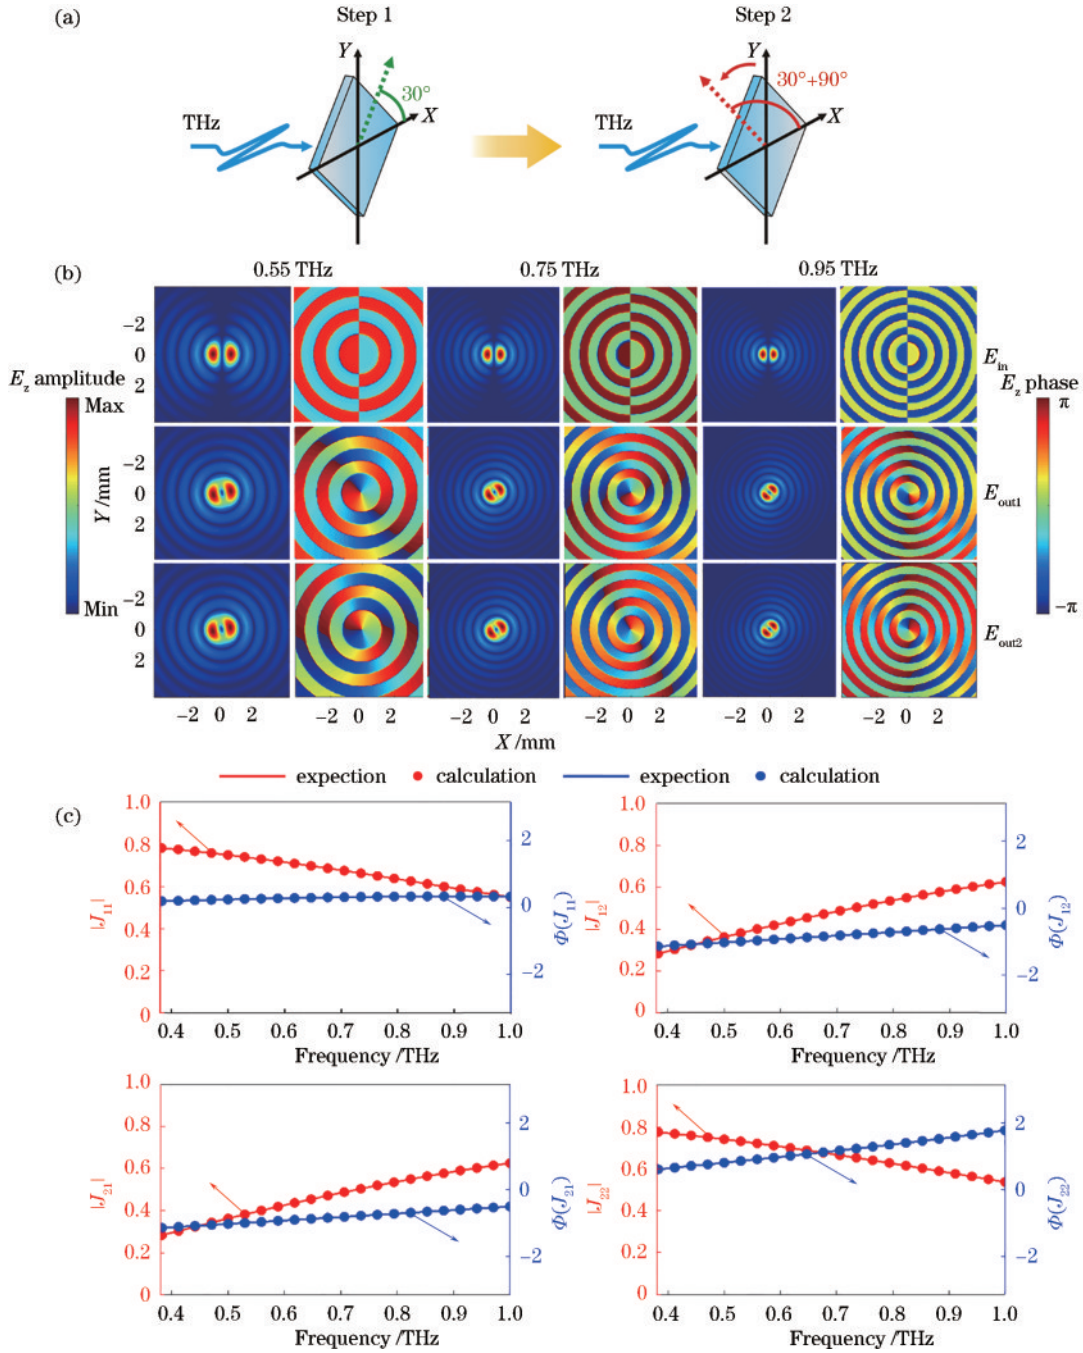 (a)
Step 1
Step 2
Y
30°
X
THz
Y
30°+90°
X
THz
(b)
0.55 THz
0.75 THz
0.95 THz
−2
0
2
E_in
E_z amplitude
Max
Min
Y /mm
E_z phase
π
−π
−2
0
2
E_out1
−2
0
2
E_out2
−2 0 2
−2 0 2
−2 0 2
X /mm
expection calculation expection calculation
(c)
1.0
0.8
0.6
0.4
0.2
0
|J_11|
2
0
−2
Φ(J_11)
0.4 0.5 0.6 0.7 0.8 0.9 1.0
Frequency /THz
1.0
0.8
0.6
0.4
0.2
0
|J_12|
2
0
−2
Φ(J_12)
0.4 0.5 0.6 0.7 0.8 0.9 1.0
Frequency /THz
1.0
0.8
0.6
0.4
0.2
0
|J_21|
2
0
−2
Φ(J_21)
0.4 0.5 0.6 0.7 0.8 0.9 1.0
Frequency /THz
1.0
0.8
0.6
0.4
0.2
0
|J_22|
2
0
−2
Φ(J_22)
0.4 0.5 0.6 0.7 0.8 0.9 1.0
Frequency /THz